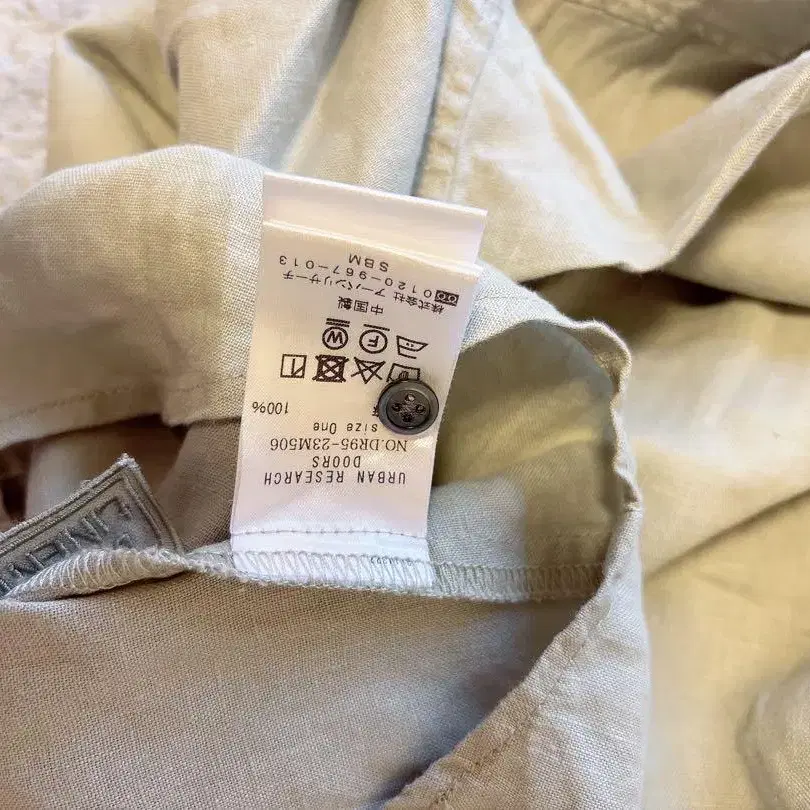 URBAN RESEARCH
DOORS
NO.DR95-23M506
size One
100%
F W
中国製
株式会社 アーバンリサーチ
0120-967-013
SBM